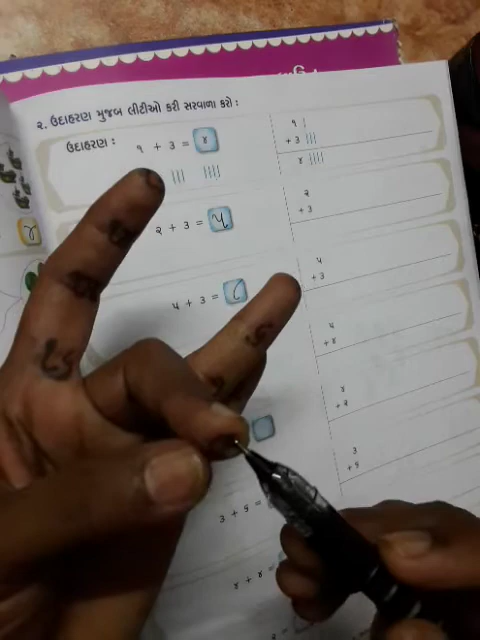 ૨. ઉદાહરણ મુજબ લીટીઓ કરી સરવાળા કરો :
ઉદાહરણ :
૧ + ૩ = ૪
૨ + ૩ = ૫
૫ + ૩ = ૮
૩ + ૬ =
૪ + ૪ =
૧
+ ૩
૪
૨
+ ૩
૫
+ ૩
૫
+ ૪
૪
+ ૨
૩
+ ૬